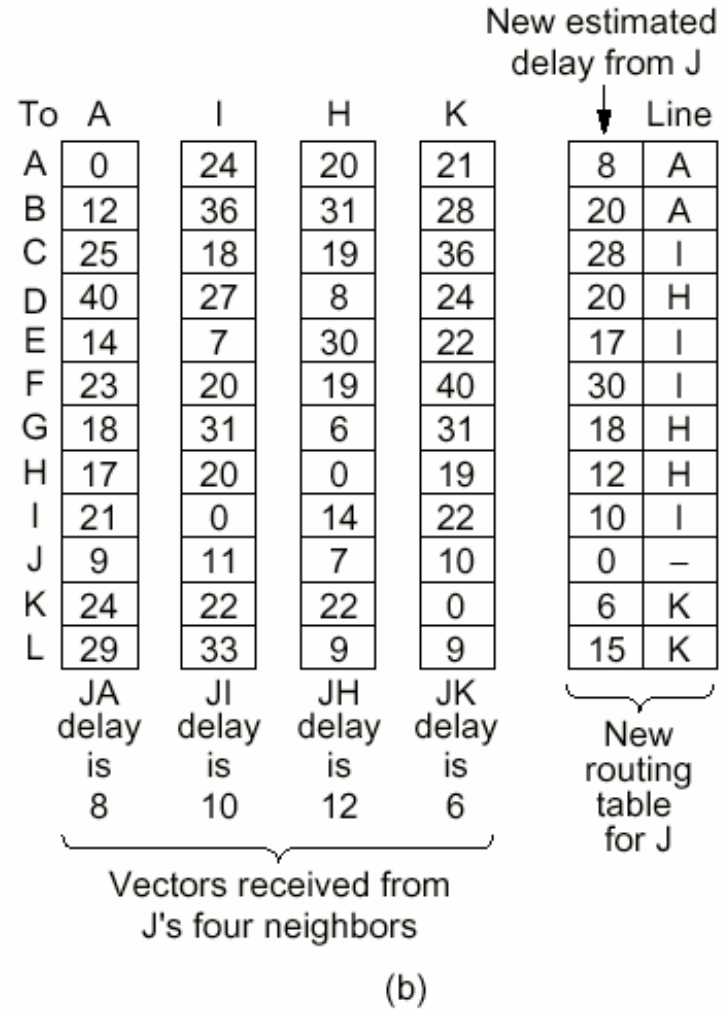 New estimated
delay from J
To A I H K Line
A 0 24 20 21 8 A
B 12 36 31 28 20 A
C 25 18 19 36 28 I
D 40 27 8 24 20 H
E 14 7 30 22 17 I
F 23 20 19 40 30 I
G 18 31 6 31 18 H
H 17 20 0 19 12 H
I 21 0 14 22 10 I
J 9 11 7 10 0 –
K 24 22 22 0 6 K
L 29 33 9 9 15 K
JA JI JH JK
delay delay delay delay
is is is is
8 10 12 6
New
routing
table
for J
Vectors received from
J's four neighbors
(b)